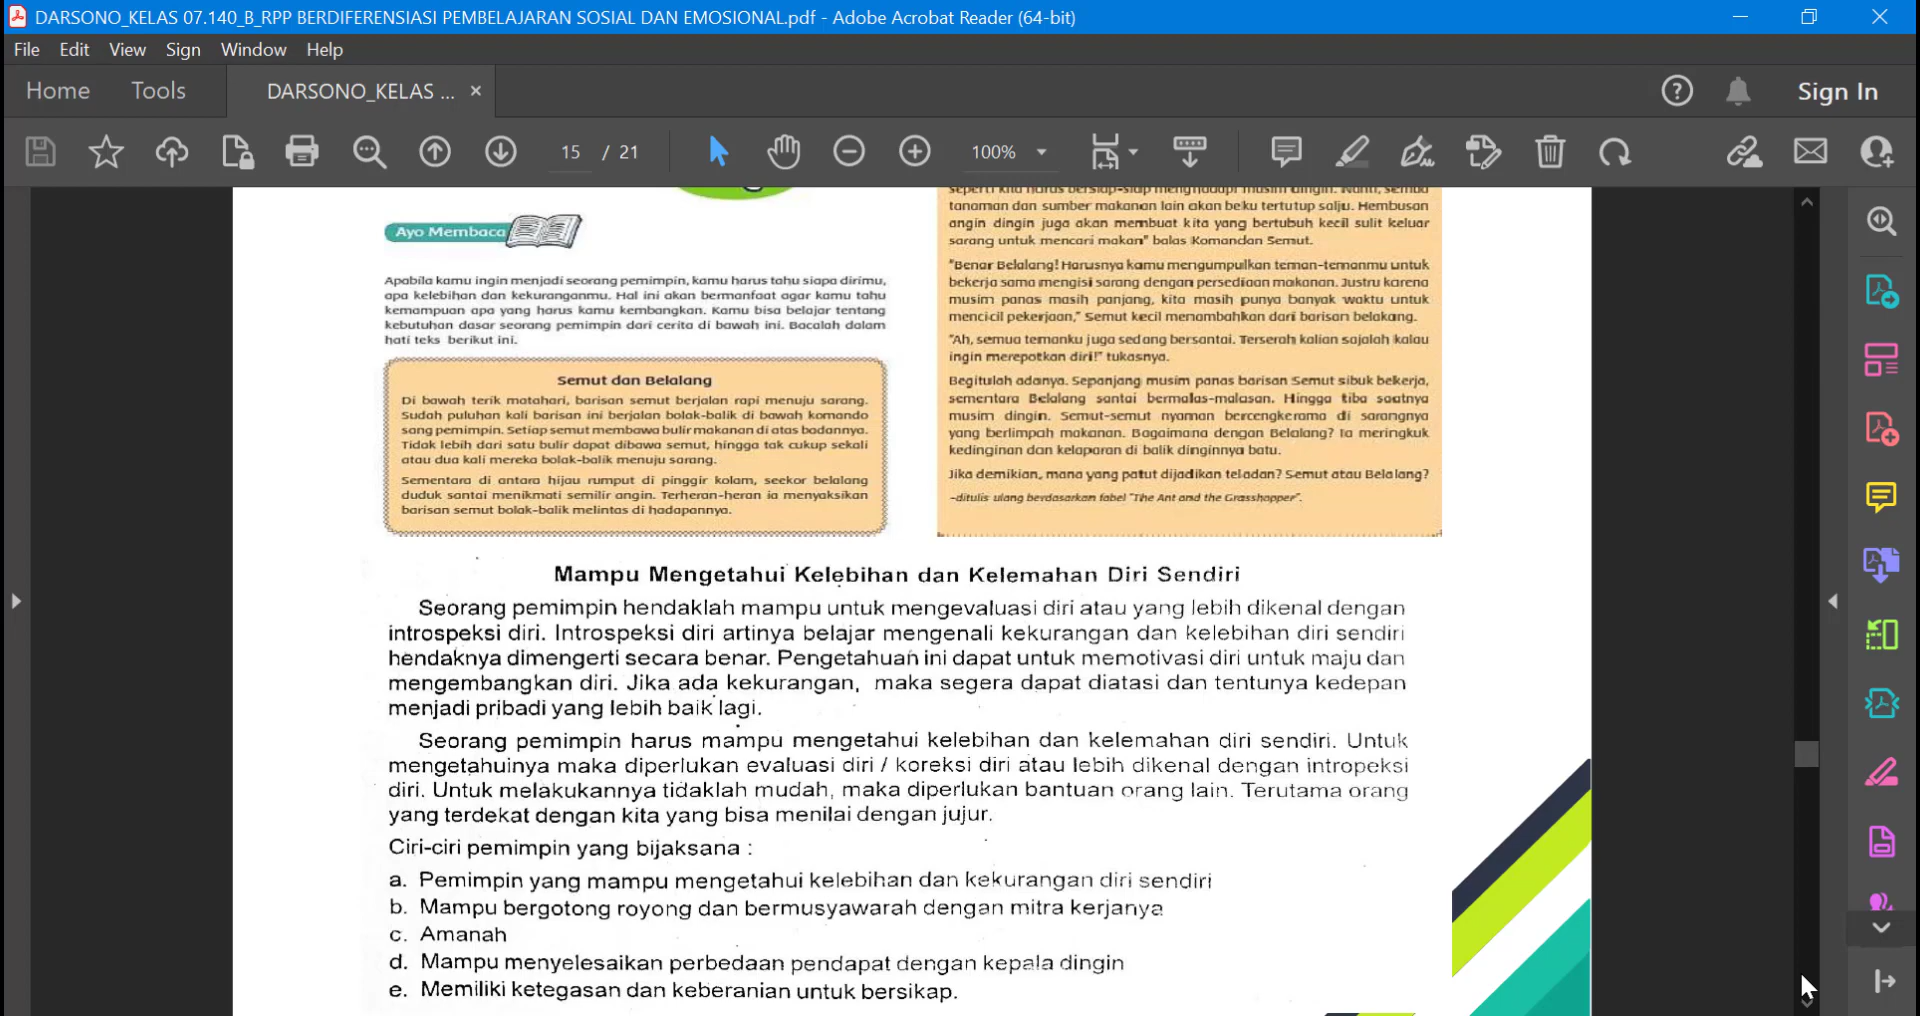 DARSONO_KELAS 07.140_B_RPP BERDIFERENSIASI PEMBELAJARAN SOSIAL DAN EMOSIONAL.pdf - Adobe Acrobat Reader (64-bit)
File Edit View Sign Window Help
Home Tools DARSONO_KELAS ... × Sign In
15 / 21 100%
Ayo Membaca
Apabila kamu ingin menjadi seorang pemimpin, kamu harus tahu siapa dirimu,
apa kelebihan dan kekuranganmu. Hal ini akan bermanfaat agar kamu tahu
kemampuan apa yang harus kamu kembangkan. Kamu bisa belajar tentang
kebutuhan dasar seorang pemimpin dari cerita di bawah ini. Bacalah dalam
hati teks berikut ini.
Semut dan Belalang
Di bawah terik matahari, barisan semut berjalan rapi menuju sarang.
Sudah puluhan kali barisan ini berjalan bolak-balik di bawah komando
sang pemimpin. Setiap semut membawa bulir makanan di atas badannya.
Tidak lebih dari satu bulir dapat dibawa semut, hingga tak cukup sekali
atau dua kali mereka bolak-balik menuju sarang.
Sementara di antara hijau rumput di pinggir kolam, seekor belalang
duduk santai menikmati semilir angin. Terheran-heran ia menyaksikan
barisan semut bolak-balik melintas di hadapannya.
seperti kita harus bersiap-siap menghadapi musim dingin. Nanti, semua
tanaman dan sumber makanan lain akan beku tertutup salju. Hembusan
angin dingin juga akan membuat kita yang bertubuh kecil sulit keluar
sarang untuk mencari makan" balas Komandan Semut.
"Benar Belalang! Harusnya kamu mengumpulkan teman-temanmu untuk
bekerja sama mengisi sarang dengan persediaan makanan. Justru karena
musim panas masih panjang, kita masih punya banyak waktu untuk
mencicil pekerjaan," Semut kecil menambahkan dari barisan belakang.
"Ah, semua temanku juga sedang bersantai. Terserah kalian sajalah kalau
ingin merepotkan diri!" tukasnya.
Begitulah adanya. Sepanjang musim panas barisan Semut sibuk bekerja,
sementara Belalang santai bermalas-malasan. Hingga tiba saatnya
musim dingin. Semut-semut nyaman bercengkerama di sarangnya
yang berlimpah makanan. Bagaimana dengan Belalang? Ia meringkuk
kedinginan dan kelaparan di balik dinginnya batu.
Jika demikian, mana yang patut dijadikan teladan? Semut atau Belalang?
-ditulis ulang berdasarkan fabel "The Ant and the Grasshopper".
Mampu Mengetahui Kelebihan dan Kelemahan Diri Sendiri
Seorang pemimpin hendaklah mampu untuk mengevaluasi diri atau yang lebih dikenal dengan
introspeksi diri. Introspeksi diri artinya belajar mengenali kekurangan dan kelebihan diri sendiri
hendaknya dimengerti secara benar. Pengetahuan ini dapat untuk memotivasi diri untuk maju dan
mengembangkan diri. Jika ada kekurangan, maka segera dapat diatasi dan tentunya kedepan
menjadi pribadi yang lebih baik lagi.
Seorang pemimpin harus mampu mengetahui kelebihan dan kelemahan diri sendiri. Untuk
mengetahuinya maka diperlukan evaluasi diri / koreksi diri atau lebih dikenal dengan intropeksi
diri. Untuk melakukannya tidaklah mudah, maka diperlukan bantuan orang lain. Terutama orang
yang terdekat dengan kita yang bisa menilai dengan jujur.
Ciri-ciri pemimpin yang bijaksana :
a. Pemimpin yang mampu mengetahui kelebihan dan kekurangan diri sendiri
b. Mampu bergotong royong dan bermusyawarah dengan mitra kerjanya
c. Amanah
d. Mampu menyelesaikan perbedaan pendapat dengan kepala dingin
e. Memiliki ketegasan dan keberanian untuk bersikap.